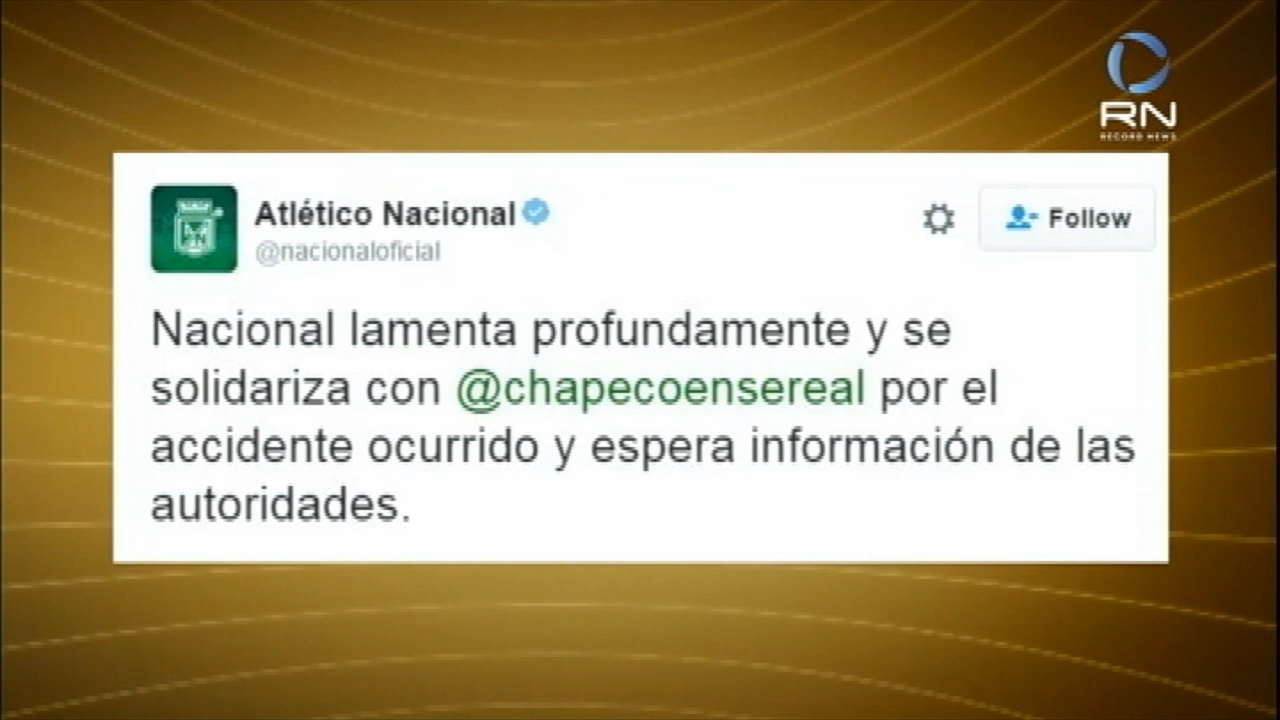 RN
RECORD NEWS
Atlético Nacional
@nacionaloficial
Follow
Nacional lamenta profundamente y se
solidariza con @chapecoensereal por el
accidente ocurrido y espera información de las
autoridades.